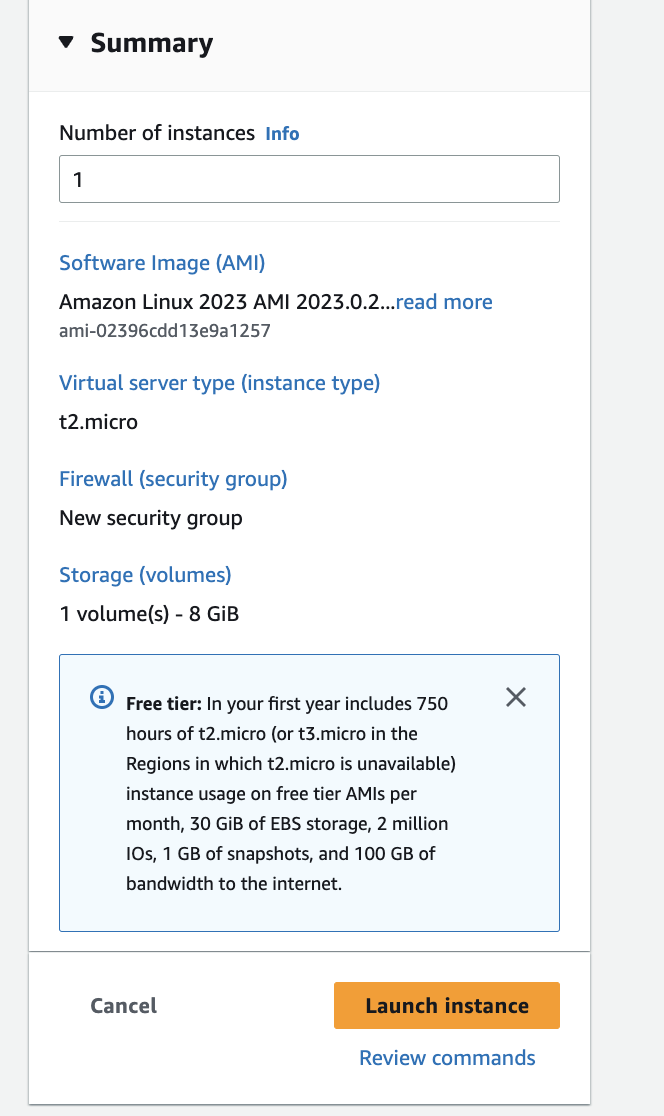 Summary
Number of instances Info
1
Software Image (AMI)
Amazon Linux 2023 AMI 2023.0.2...read more
ami-02396cdd13e9a1257
Virtual server type (instance type)
t2.micro
Firewall (security group)
New security group
Storage (volumes)
1 volume(s) - 8 GiB
Free tier: In your first year includes 750
hours of t2.micro (or t3.micro in the
Regions in which t2.micro is unavailable)
instance usage on free tier AMIs per
month, 30 GiB of EBS storage, 2 million
IOs, 1 GB of snapshots, and 100 GB of
bandwidth to the internet.
Cancel
Launch instance
Review commands